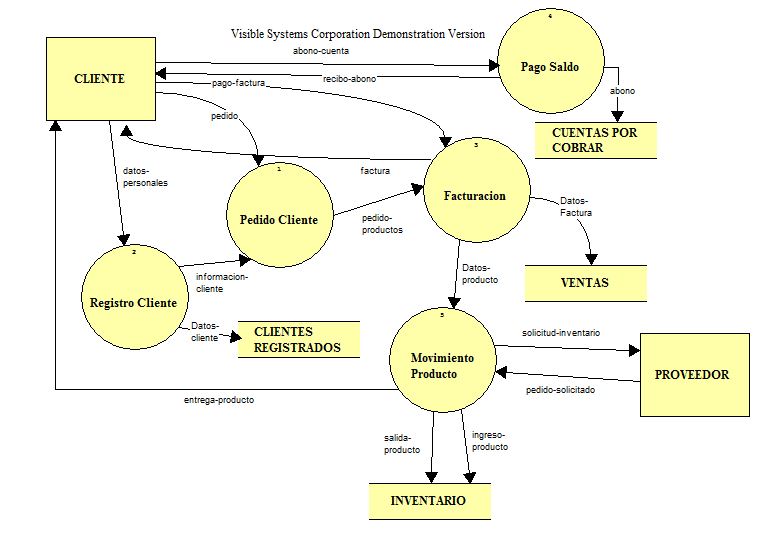 4
Visible Systems Corporation Demonstration Version
abono-cuenta
CLIENTE
Pago Saldo
recibo-abono
pago-factura
abono
pedido
CUENTAS POR
COBRAR
3
factura
datos-
personales
1
Facturacion
Datos-
Factura
Pedido Cliente
pedido-
productos
2
informacion-
cliente
Datos-
producto
VENTAS
Registro Cliente
5
Datos-
cliente
CLIENTES
REGISTRADOS
solicitud-inventario
Movimiento
Producto
PROVEEDOR
pedido-solicitado
entrega-producto
salida-
producto
ingreso-
producto
INVENTARIO